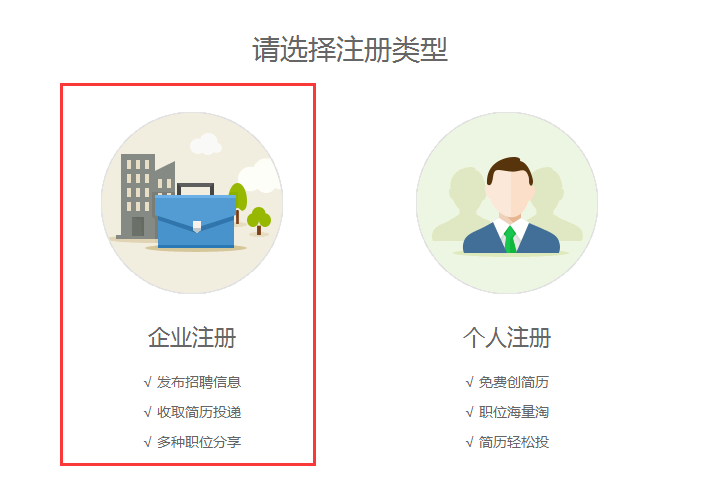 请选择注册类型
企业注册
√ 发布招聘信息
√ 收取简历投递
√ 多种职位分享
个人注册
√ 免费创简历
√ 职位海量淘
√ 简历轻松投